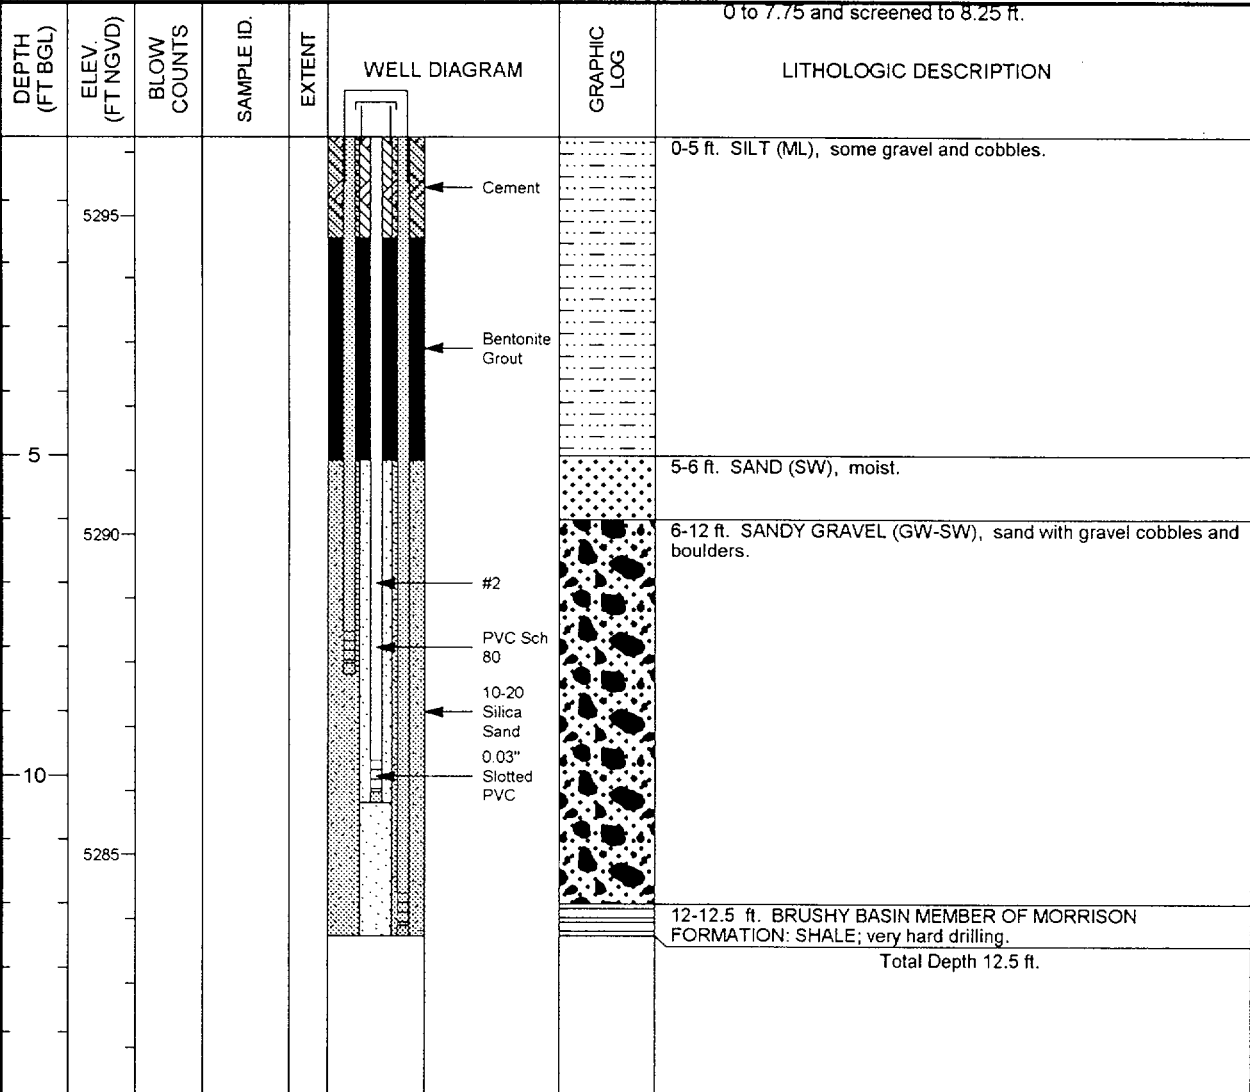 0 to 7.75 and screened to 8.25 ft.
DEPTH
(FT BGL)
ELEV.
(FT NGVD)
BLOW
COUNTS
SAMPLE ID.
EXTENT
WELL DIAGRAM
GRAPHIC
LOG
LITHOLOGIC DESCRIPTION
0-5 ft. SILT (ML), some gravel and cobbles.
Cement
5295
Bentonite
Grout
5
5-6 ft. SAND (SW), moist.
5290
6-12 ft. SANDY GRAVEL (GW-SW), sand with gravel cobbles and
boulders.
#2
PVC Sch
80
10-20
Silica
Sand
0.03"
Slotted
PVC
10
5285
12-12.5 ft. BRUSHY BASIN MEMBER OF MORRISON
FORMATION: SHALE; very hard drilling.
Total Depth 12.5 ft.